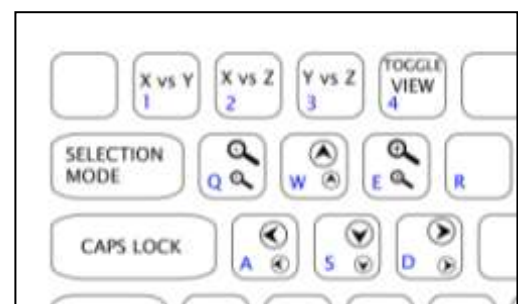 X vs Y X vs Z Y vs Z TOGGLE VIEW
1 2 3 4
SELECTION MODE
Q W E R
CAPS LOCK
A S D